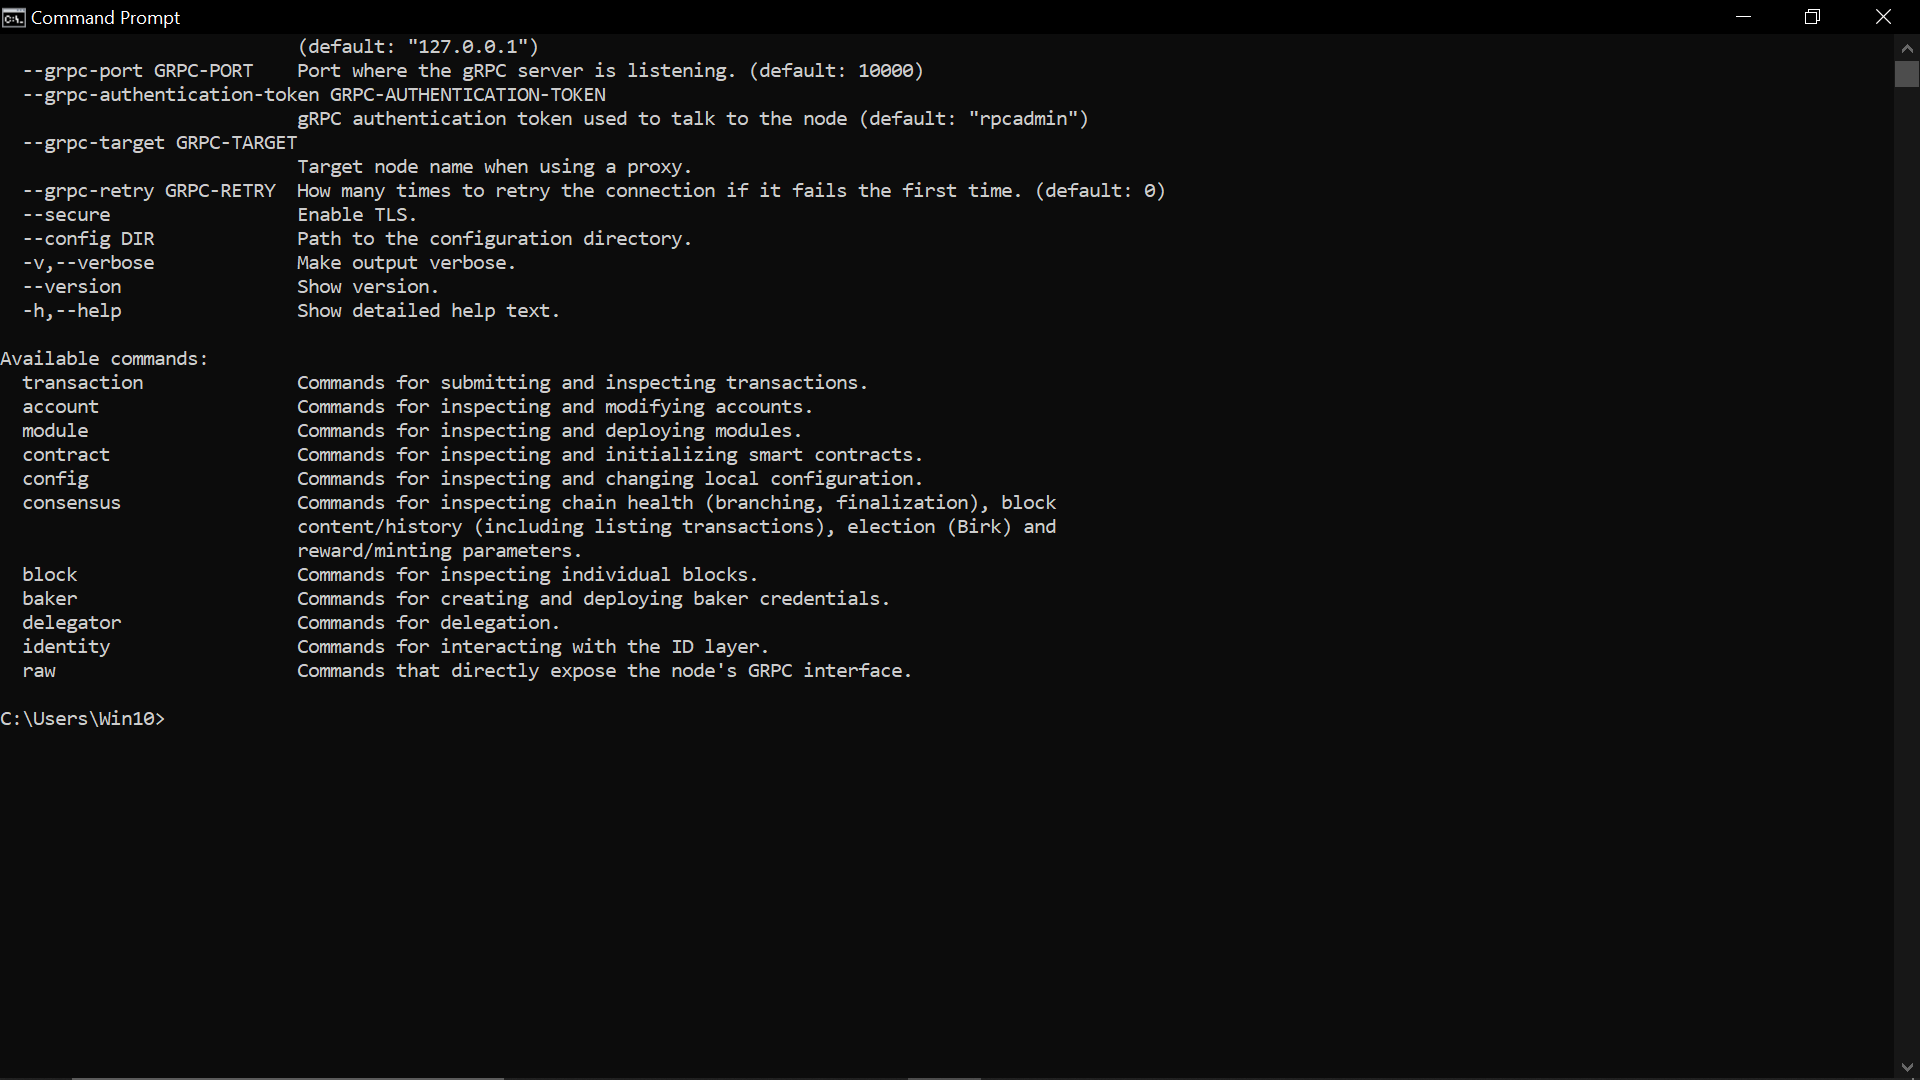 Command Prompt
(default: "127.0.0.1")
--grpc-port GRPC-PORT Port where the gRPC server is listening. (default: 10000)
--grpc-authentication-token GRPC-AUTHENTICATION-TOKEN
gRPC authentication token used to talk to the node (default: "rpcadmin")
--grpc-target GRPC-TARGET
Target node name when using a proxy.
--grpc-retry GRPC-RETRY How many times to retry the connection if it fails the first time. (default: 0)
--secure Enable TLS.
--config DIR Path to the configuration directory.
-v,--verbose Make output verbose.
--version Show version.
-h,--help Show detailed help text.
Available commands:
transaction Commands for submitting and inspecting transactions.
account Commands for inspecting and modifying accounts.
module Commands for inspecting and deploying modules.
contract Commands for inspecting and initializing smart contracts.
config Commands for inspecting and changing local configuration.
consensus Commands for inspecting chain health (branching, finalization), block
content/history (including listing transactions), election (Birk) and
reward/minting parameters.
block Commands for inspecting individual blocks.
baker Commands for creating and deploying baker credentials.
delegator Commands for delegation.
identity Commands for interacting with the ID layer.
raw Commands that directly expose the node's GRPC interface.
C:\Users\Win10>